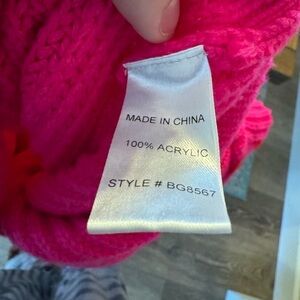 MADE IN CHINA
100% ACRYLIC
STYLE # BG8567